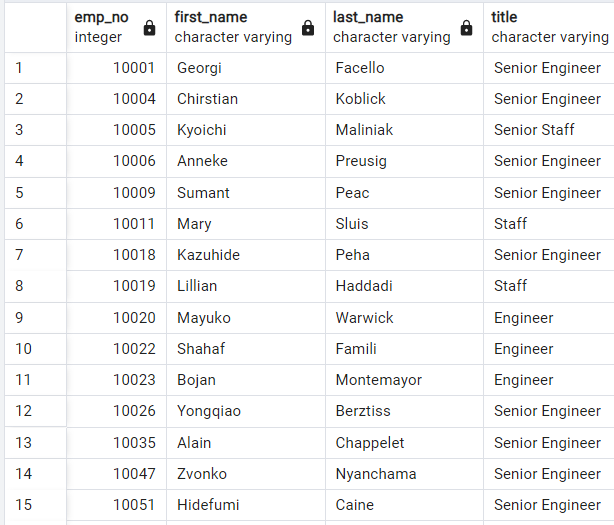 emp_no first_name last_name title
integer character varying character varying character varying
1 10001 Georgi Facello Senior Engineer
2 10004 Chirstian Koblick Senior Engineer
3 10005 Kyoichi Maliniak Senior Staff
4 10006 Anneke Preusig Senior Engineer
5 10009 Sumant Peac Senior Engineer
6 10011 Mary Sluis Staff
7 10018 Kazuhide Peha Senior Engineer
8 10019 Lillian Haddadi Staff
9 10020 Mayuko Warwick Engineer
10 10022 Shahaf Famili Engineer
11 10023 Bojan Montemayor Engineer
12 10026 Yongqiao Berztiss Senior Engineer
13 10035 Alain Chappelet Senior Engineer
14 10047 Zvonko Nyanchama Senior Engineer
15 10051 Hidefumi Caine Senior Engineer